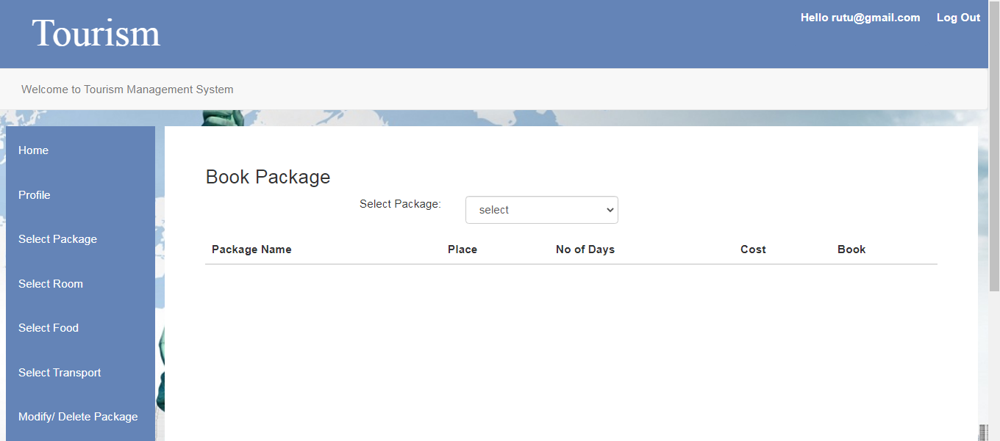 Tourism
Hello rutu@gmail.com Log Out
Welcome to Tourism Management System
Home
Profile
Select Package
Select Room
Select Food
Select Transport
Modify/ Delete Package
Book Package
Select Package: select
Package Name Place No of Days Cost Book